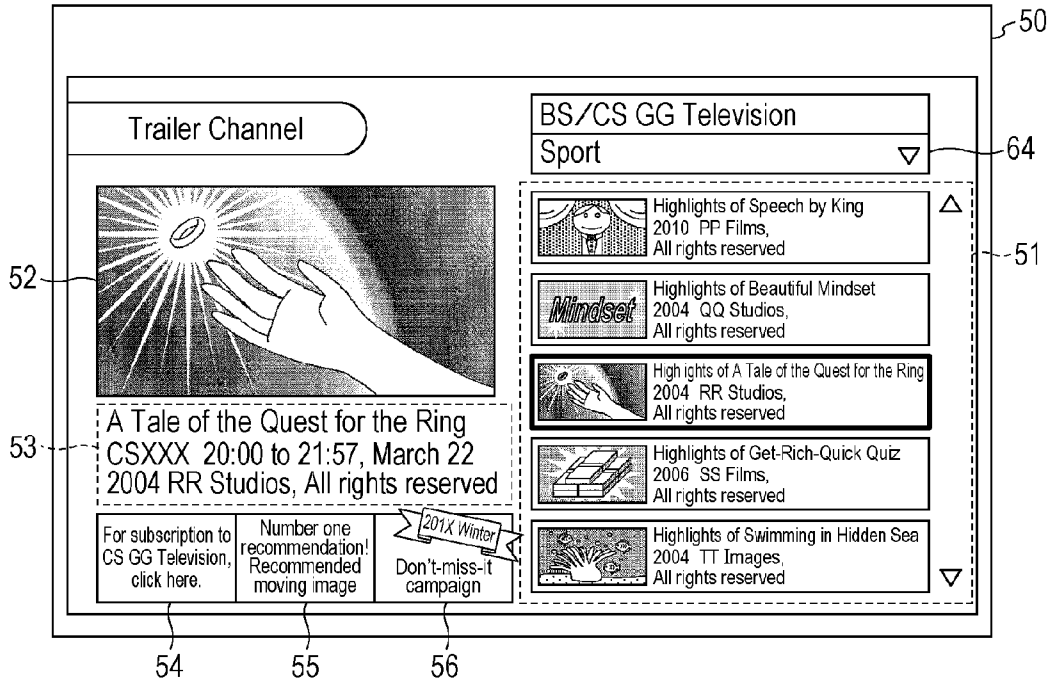 50
Trailer Channel
BS/CS GG Television
Sport
64
52
A Tale of the Quest for the Ring
CSXXX 20:00 to 21:57, March 22
2004 RR Studios, All rights reserved
53
For subscription to
CS GG Television,
click here.
Number one
recommendation!
Recommended
moving image
201X Winter
Don't-miss-it
campaign
54
55
56
Highlights of Speech by King
2010 PP Films,
All rights reserved
51
Mindset
Highlights of Beautiful Mindset
2004 QQ Studios,
All rights reserved
Highlights of A Tale of the Quest for the Ring
2004 RR Studios,
All rights reserved
Highlights of Get-Rich-Quick Quiz
2006 SS Films,
All rights reserved
Highlights of Swimming in Hidden Sea
2004 TT Images,
All rights reserved